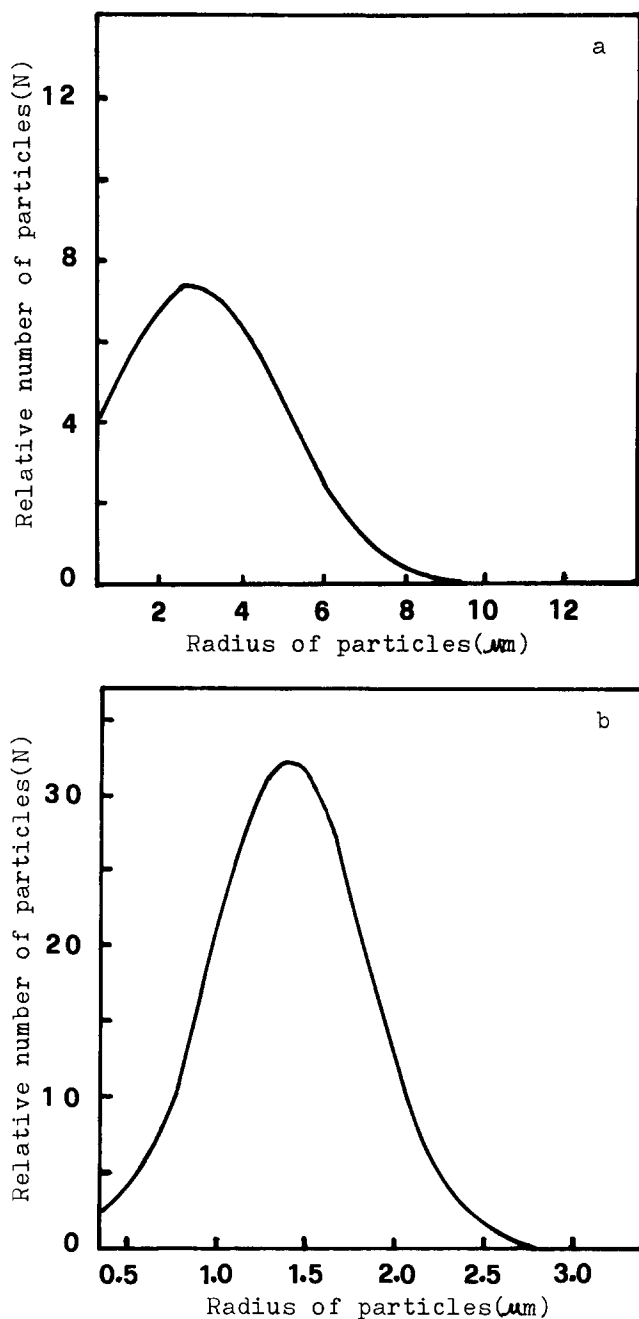 a
Relative number of particles(N)
12
8
4
0
2 4 6 8 10 12
Radius of particles(μm)
b
Relative number of particles(N)
30
20
10
0
0.5 1.0 1.5 2.0 2.5 3.0
Radius of particles(μm)